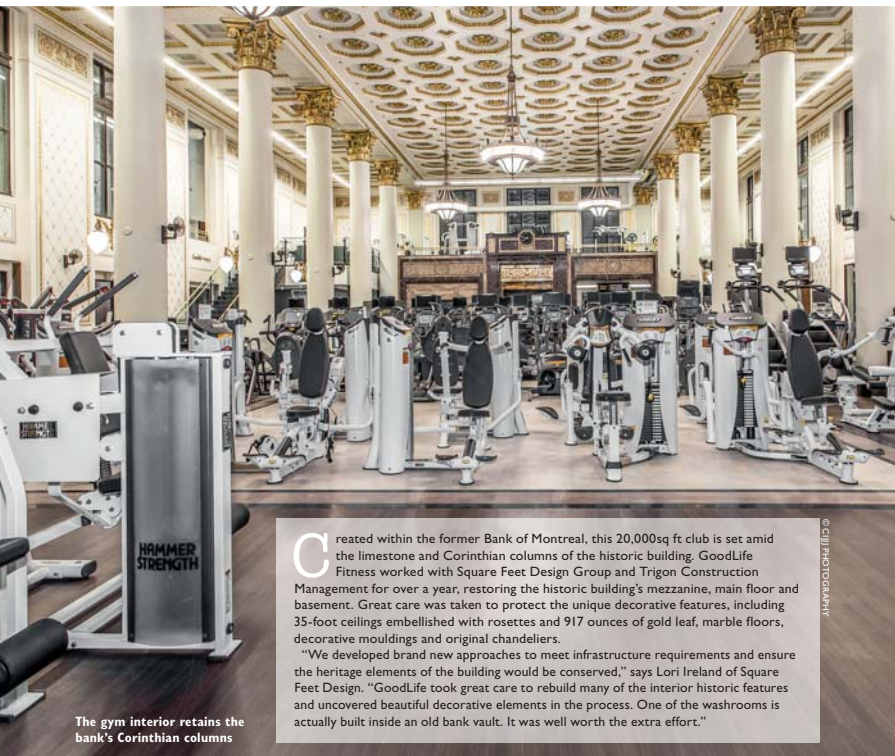 Created within the former Bank of Montreal, this 20,000sq ft club is set amid
the limestone and Corinthian columns of the historic building. GoodLife
Fitness worked with Square Feet Design Group and Trigon Construction
Management for over a year, restoring the historic building's mezzanine, main floor and
basement. Great care was taken to protect the unique decorative features, including
35-foot ceilings embellished with rosettes and 917 ounces of gold leaf, marble floors,
decorative mouldings and original chandeliers.
"We developed brand new approaches to meet infrastructure requirements and ensure
the heritage elements of the building would be conserved," says Lori Ireland of Square
Feet Design. "GoodLife took great care to rebuild many of the interior historic features
and uncovered beautiful decorative elements in the process. One of the washrooms is
actually built inside an old bank vault. It was well worth the extra effort."
The gym interior retains the
bank's Corinthian columns
HAMMER
STRENGTH
HAMMER
STRENGTH